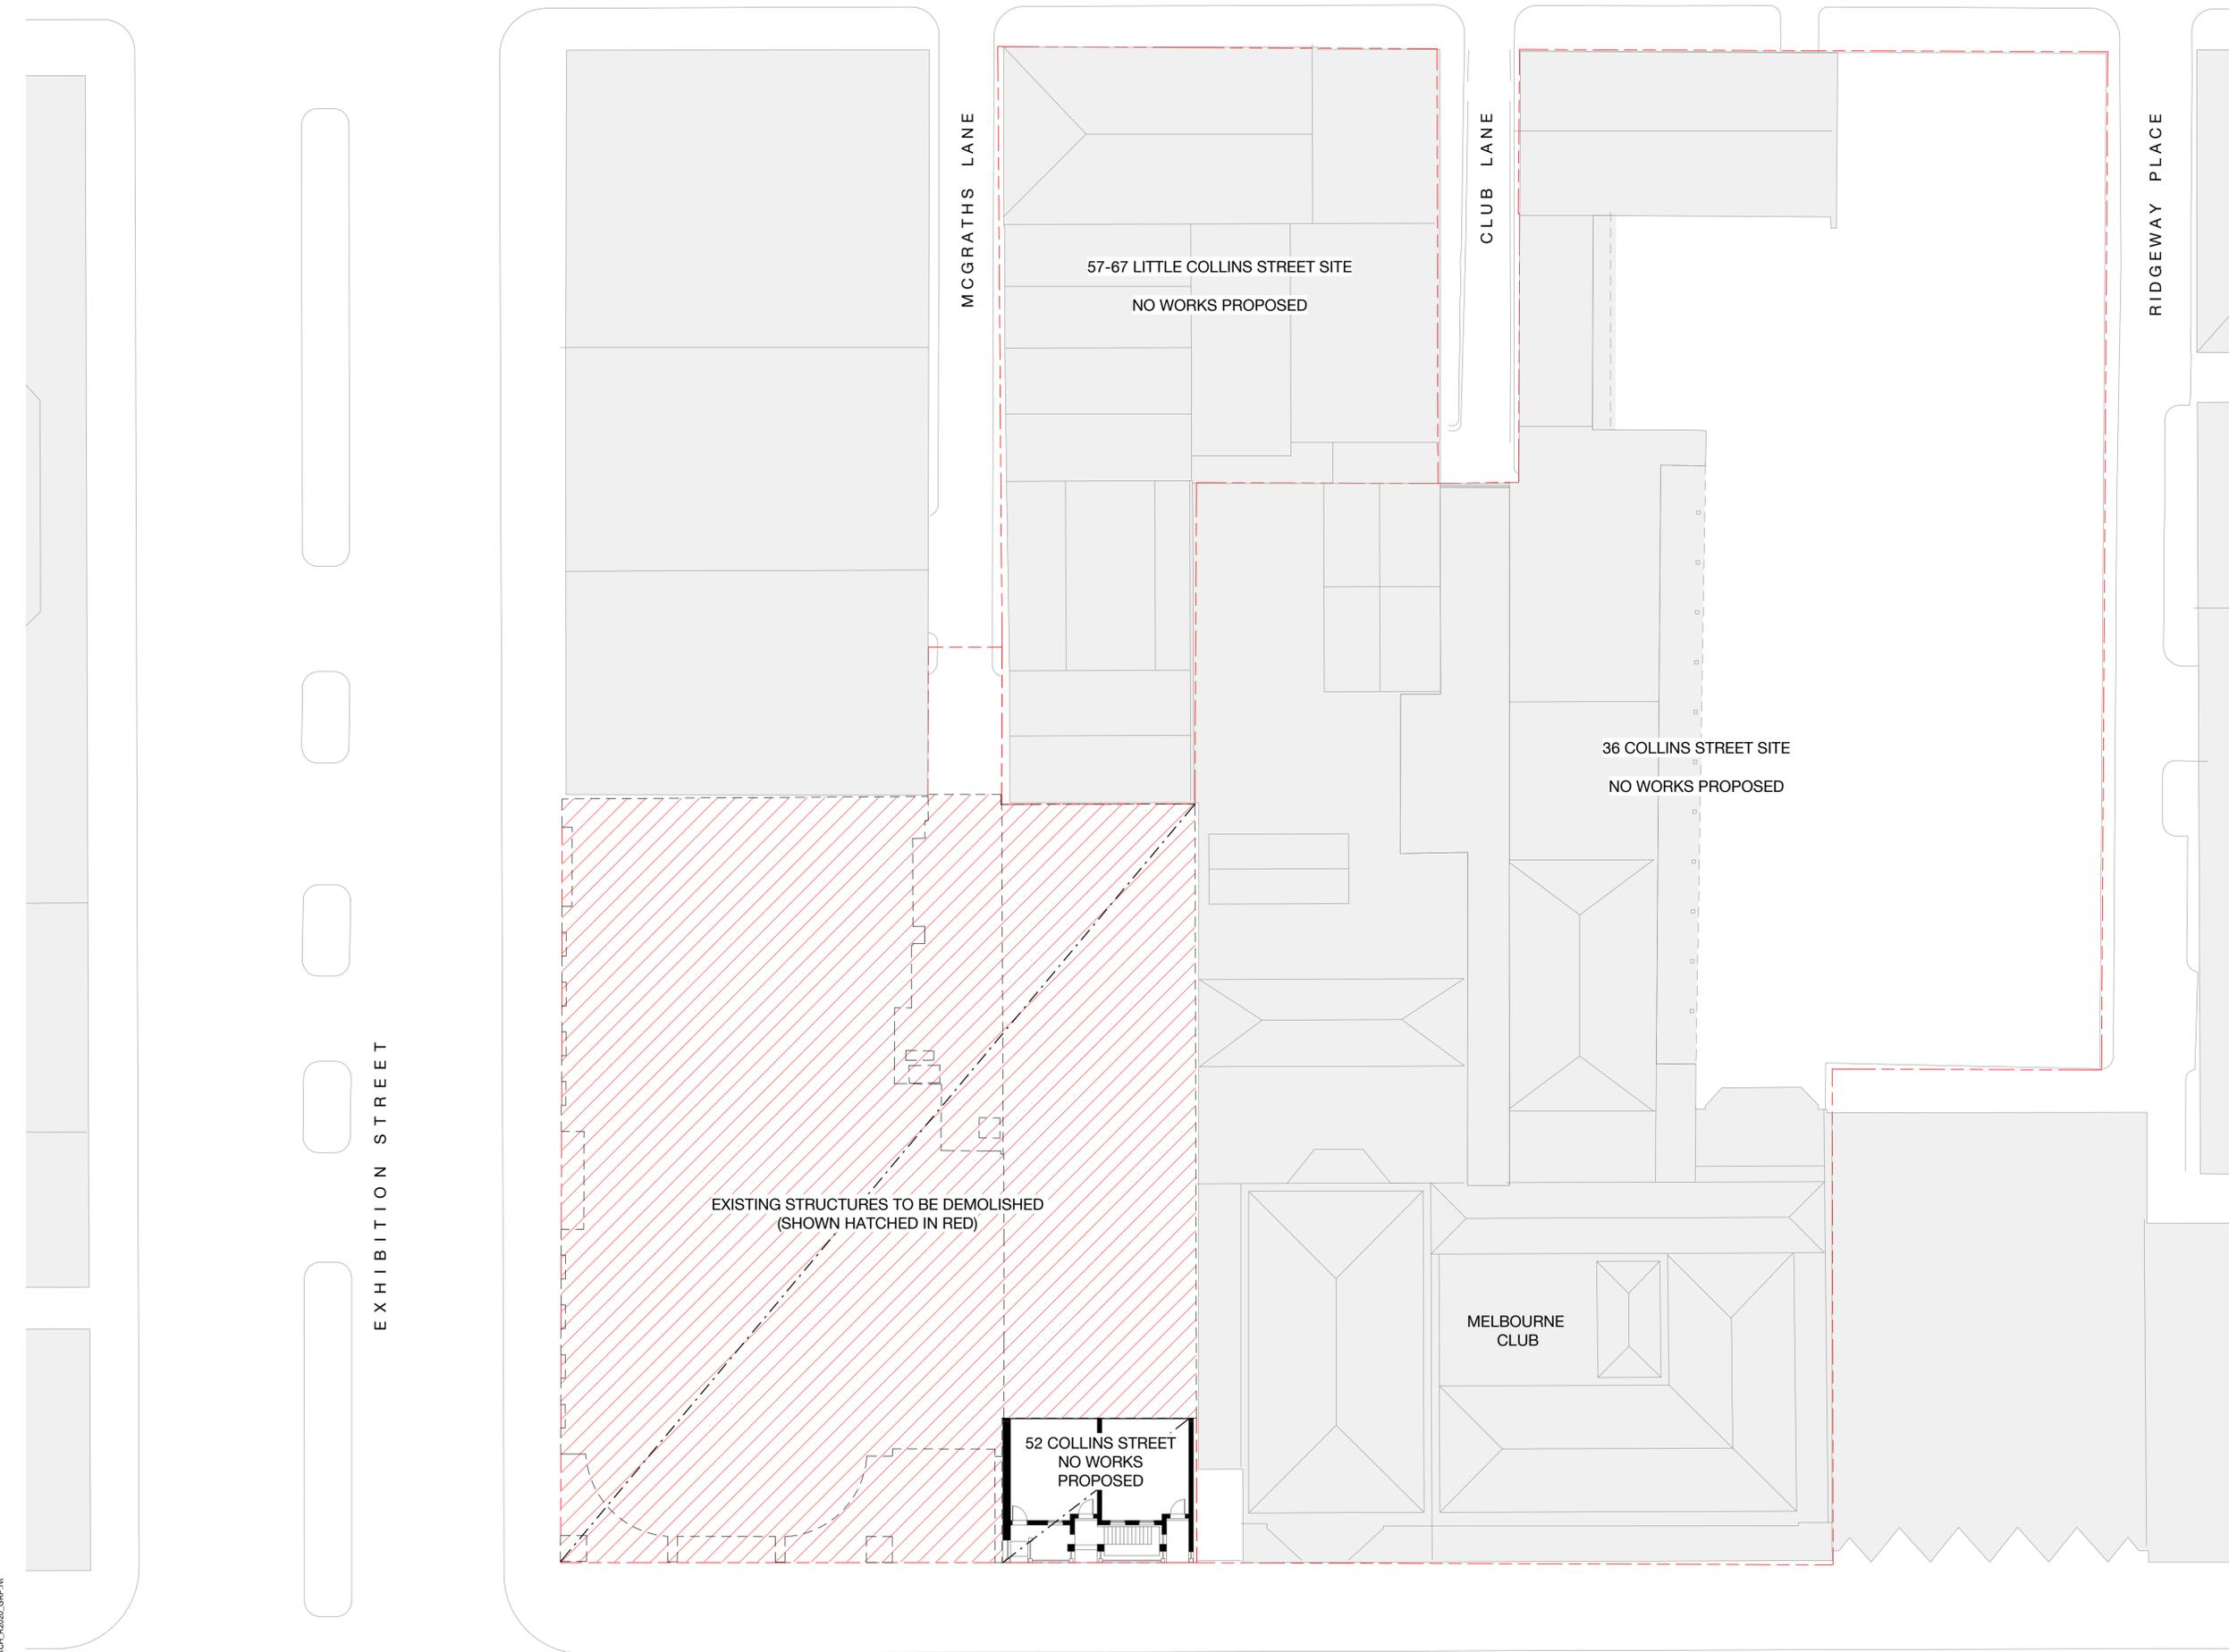 MCGRATHS LANE
CLUB LANE
RIDGEWAY PLACE
57-67 LITTLE COLLINS STREET SITE
NO WORKS PROPOSED
36 COLLINS STREET SITE
NO WORKS PROPOSED
EXHIBITION STREET
EXISTING STRUCTURES TO BE DEMOLISHED
(SHOWN HATCHED IN RED)
MELBOURNE
CLUB
52 COLLINS STREET
NO WORKS
PROPOSED